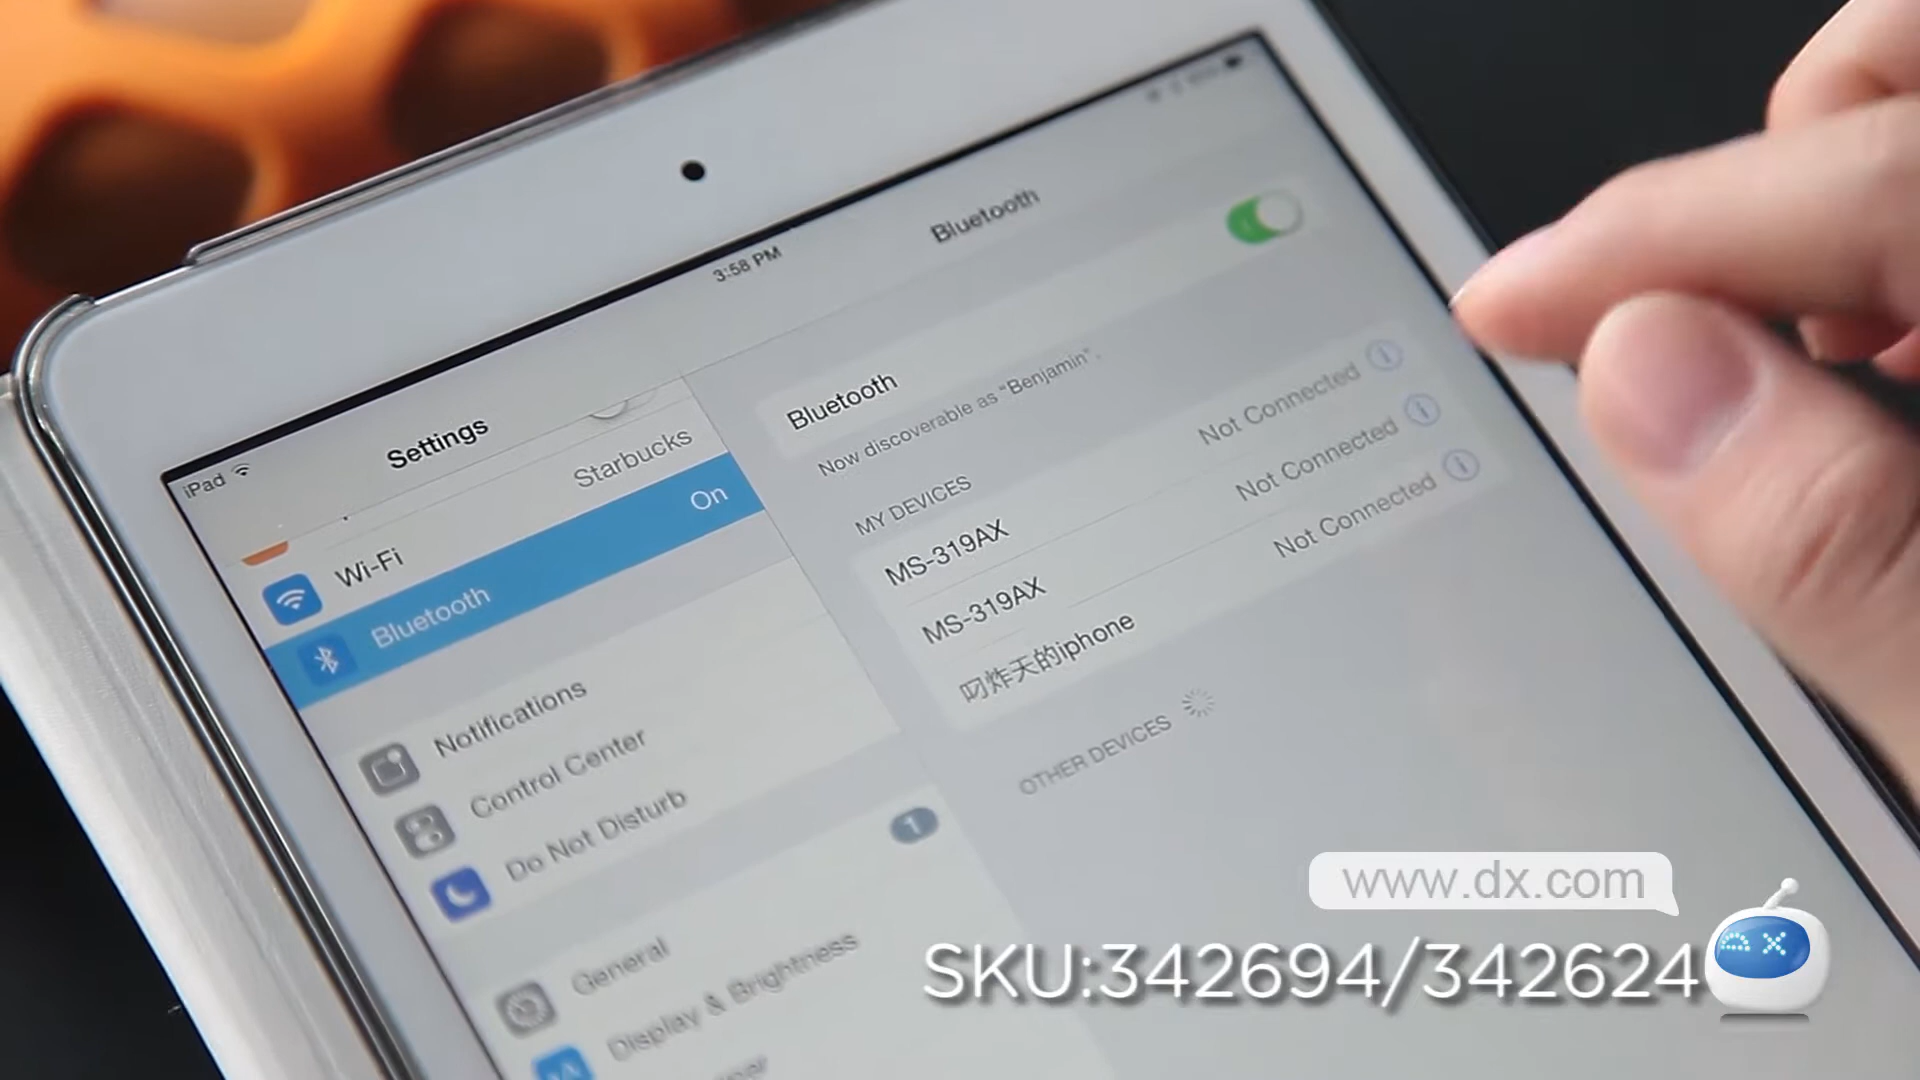 iPad
3:58 PM
Settings
Bluetooth
Starbucks
Wi-Fi
Bluetooth
On
Notifications
Control Center
Do Not Disturb
1
General
Display & Brightness
Bluetooth
Now discoverable as “Benjamin”.
MY DEVICES
MS-319AX Not Connected
MS-319AX Not Connected
叼炸天的iphone Not Connected
OTHER DEVICES
www.dx.com
SKU:342694/342624